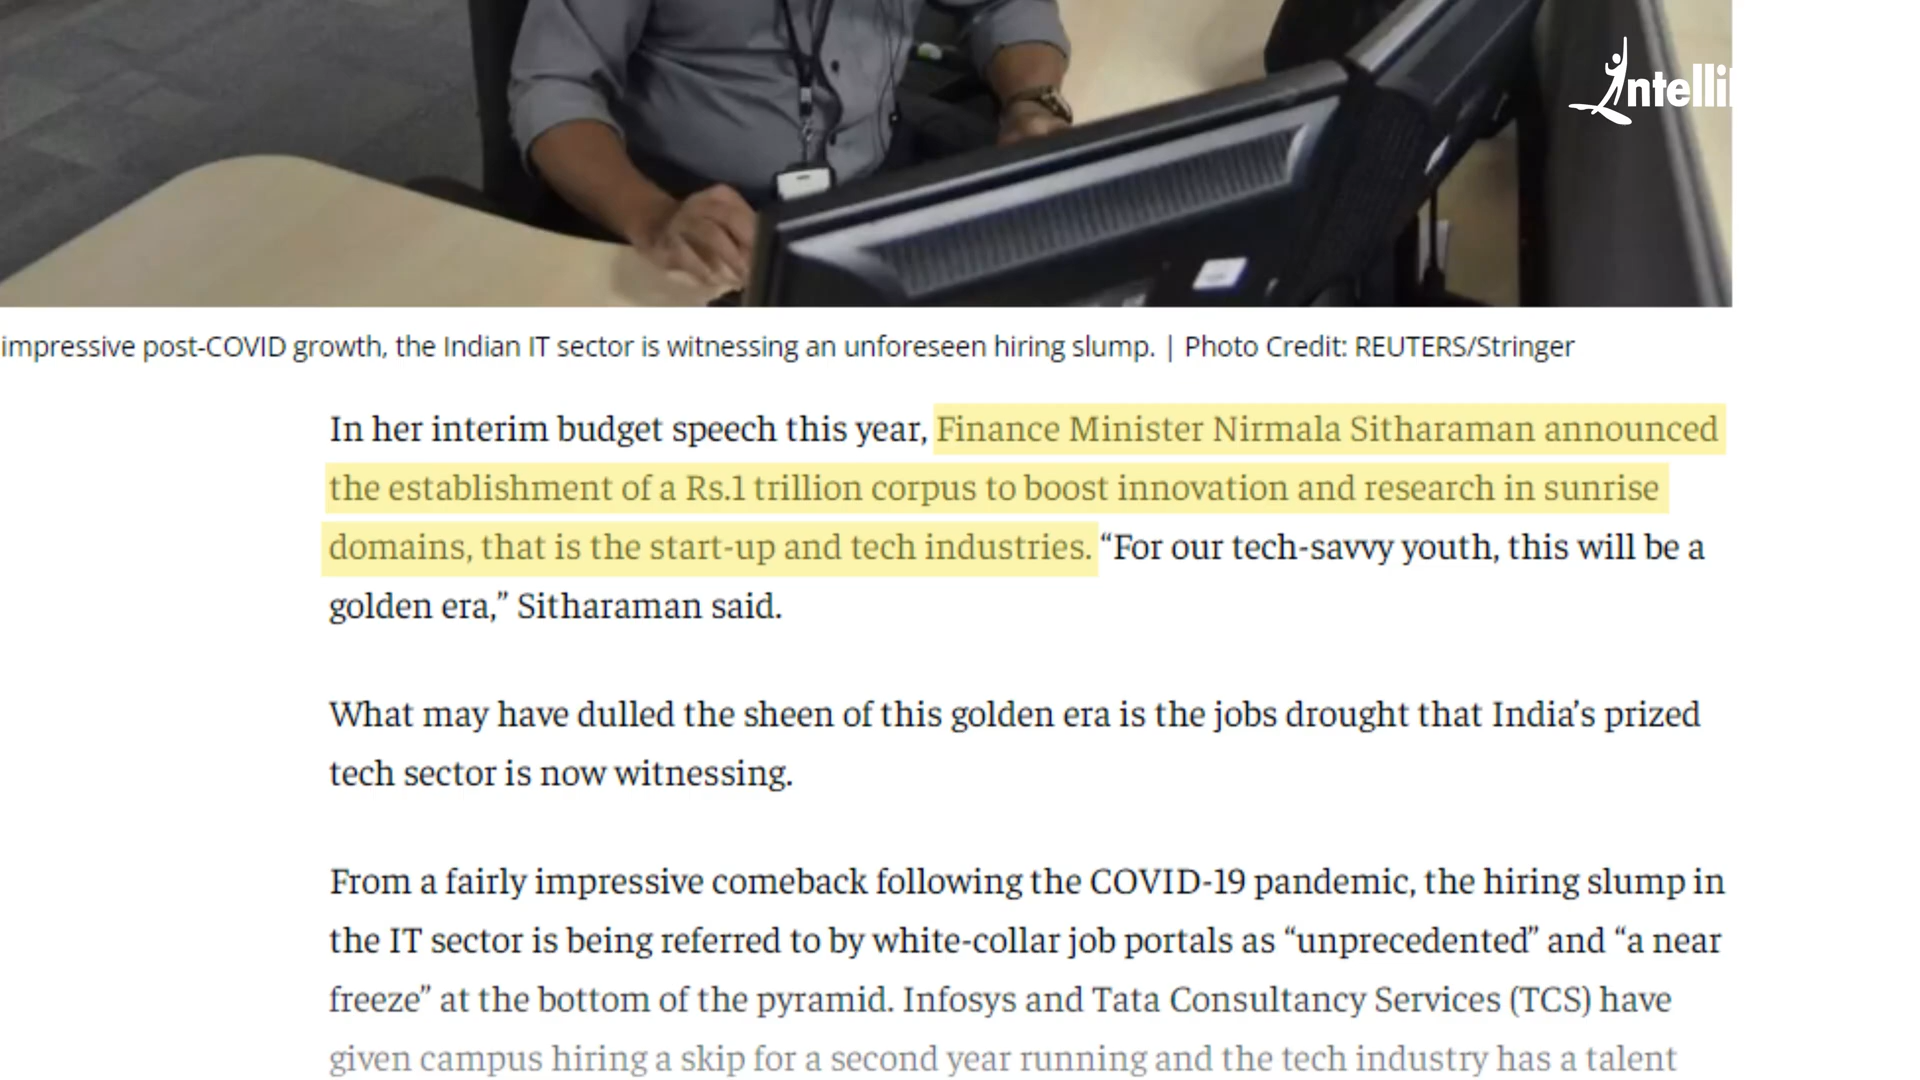 ntelli
impressive post-COVID growth, the Indian IT sector is witnessing an unforeseen hiring slump. | Photo Credit: REUTERS/Stringer
In her interim budget speech this year, Finance Minister Nirmala Sitharaman announced
the establishment of a Rs.1 trillion corpus to boost innovation and research in sunrise
domains, that is the start-up and tech industries. “For our tech-savvy youth, this will be a
golden era,” Sitharaman said.
What may have dulled the sheen of this golden era is the jobs drought that India’s prized
tech sector is now witnessing.
From a fairly impressive comeback following the COVID-19 pandemic, the hiring slump in
the IT sector is being referred to by white-collar job portals as “unprecedented” and “a near
freeze” at the bottom of the pyramid. Infosys and Tata Consultancy Services (TCS) have
given campus hiring a skip for a second year running and the tech industry has a talent